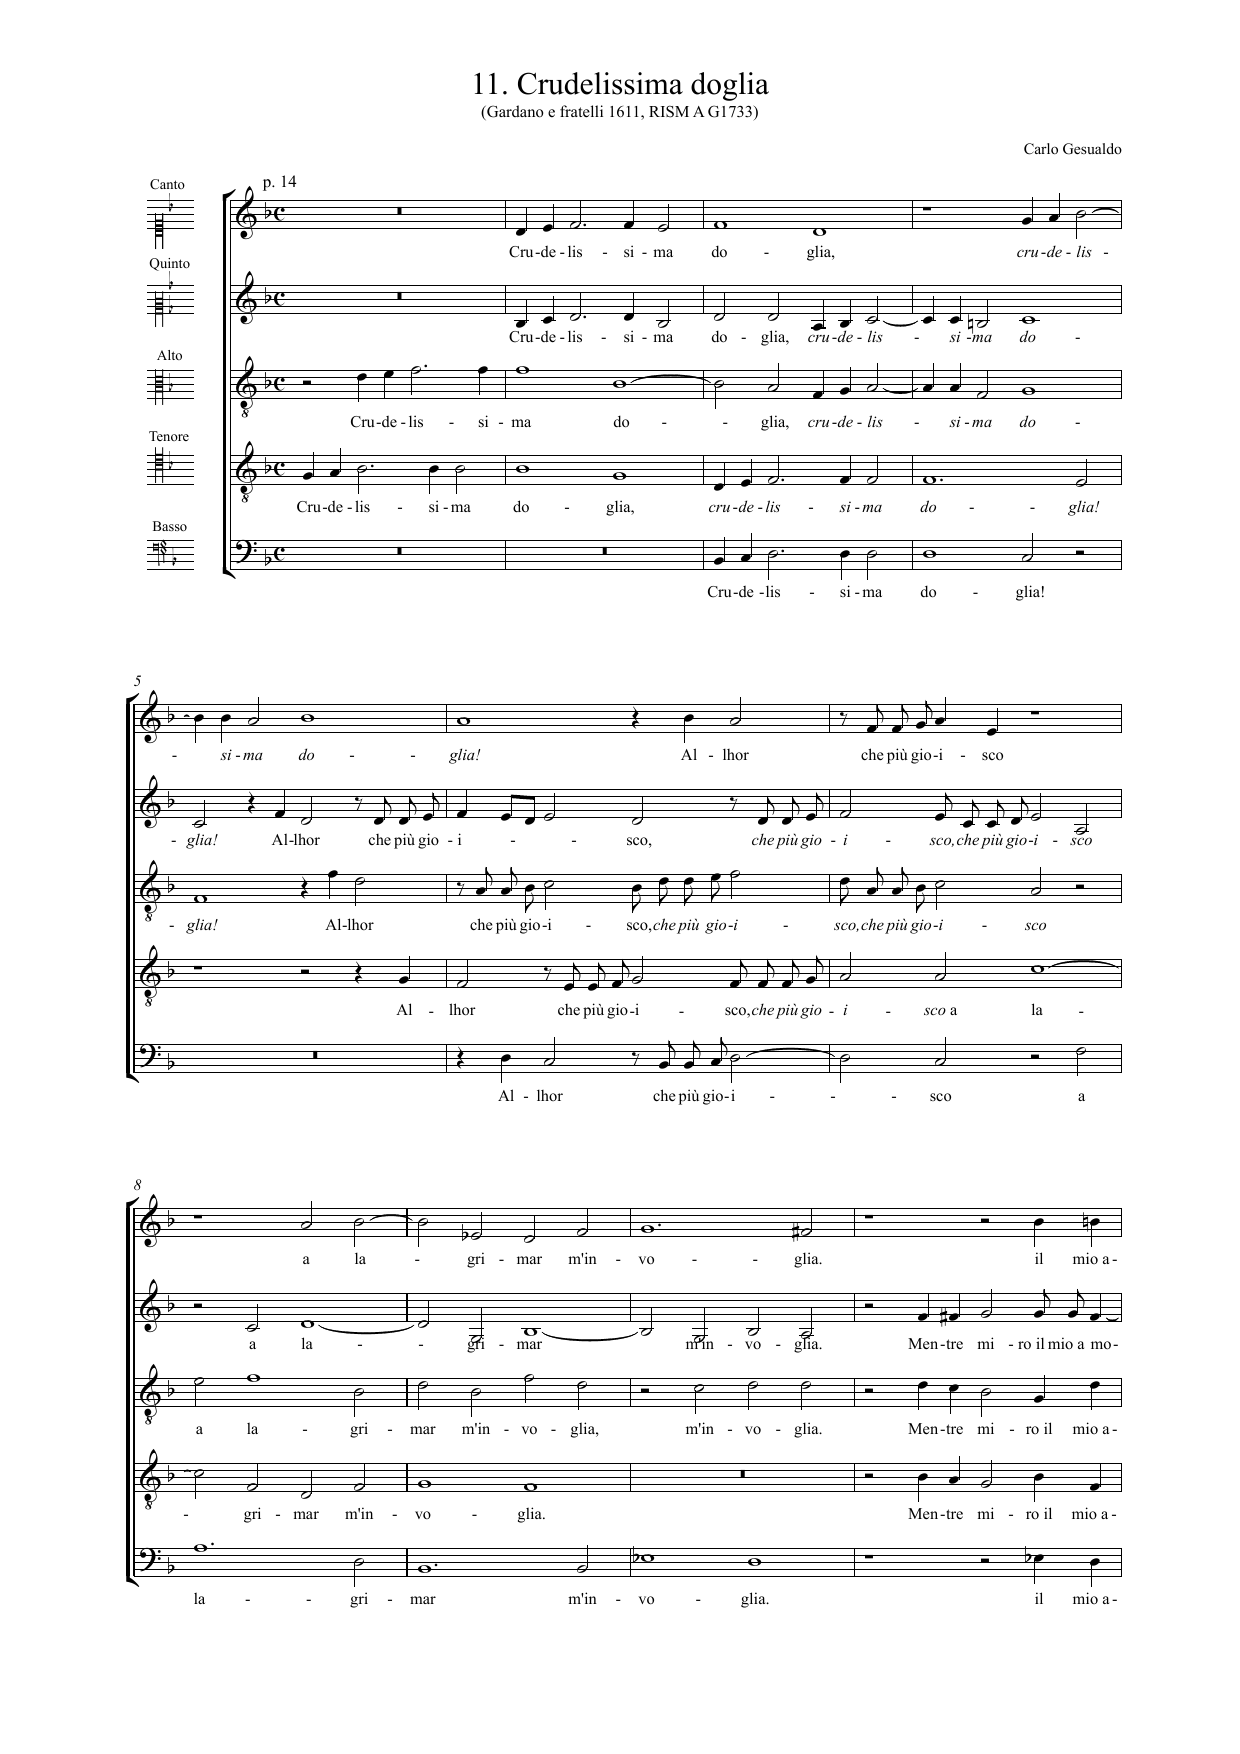 11. Crudelissima doglia
(Gardano e fratelli 1611, RISM A G1733)
Carlo Gesualdo
p. 14
Canto
Cru-de-lis - si - ma do - glia, cru-de - lis -
Quinto
Cru-de-lis - si - ma do - glia, cru-de - lis - si -ma do -
Alto
Cru-de-lis - si - ma do - - glia, cru-de - lis - si -ma do -
Tenore
Cru-de-lis - si - ma do - glia, cru-de -lis - si - ma do - - glia!
Basso
Cru-de -lis - si -ma do - glia!
5
- si -ma do - - glia! Al - lhor che più gio-i - sco
- glia! Al-lhor che più gio - i - - sco, che più gio - i - sco, che più gio-i - sco
- glia! Al-lhor che più gio-i - sco, che più gio-i - sco, che più gio-i - sco
Al - lhor che più gio-i - sco, che più gio - i - sco a la -
Al - lhor che più gio-i - - - sco a
8
a la - gri - mar m'in - vo - - glia. il mio a-
a la - - gri - mar m'in - vo - glia. Men-tre mi - ro il mio a mo-
a la - gri - mar m'in - vo - glia, m'in - vo - glia. Men-tre mi - ro il mio a-
- gri - mar m'in - vo - glia. Men-tre mi - ro il mio a-
la - - gri - mar m'in - vo - glia. il mio a-